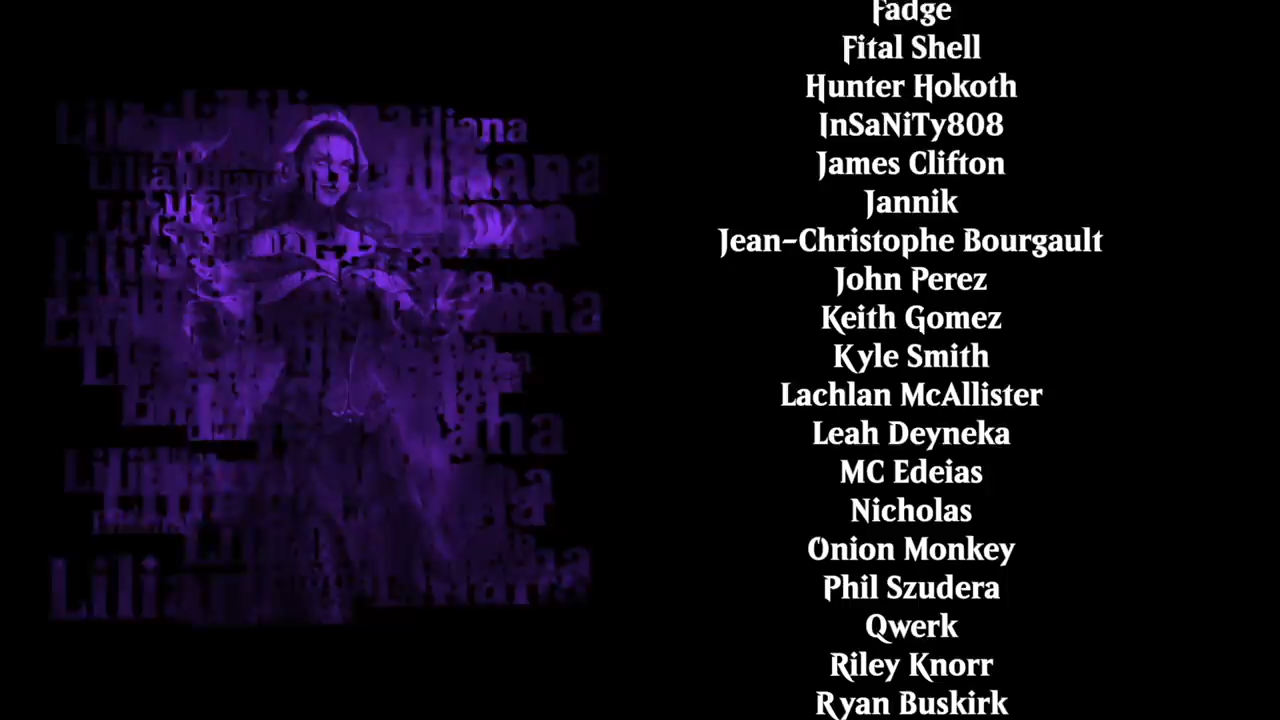 Liliana
Fadge
Fital Shell
Hunter Hokoth
InSaNiTy808
James Clifton
Jannik
Jean-Christophe Bourgault
John Perez
Keith Gomez
Kyle Smith
Lachlan McAllister
Leah Deyneka
MC Edeias
Nicholas
Onion Monkey
Phil Szudera
Qwerk
Riley Knorr
Ryan Buskirk